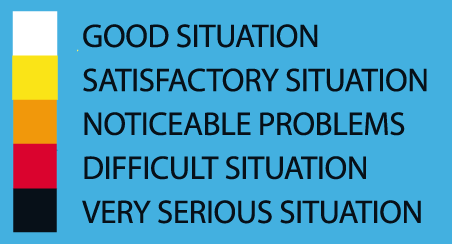 GOOD SITUATION
SATISFACTORY SITUATION
NOTICEABLE PROBLEMS
DIFFICULT SITUATION
VERY SERIOUS SITUATION